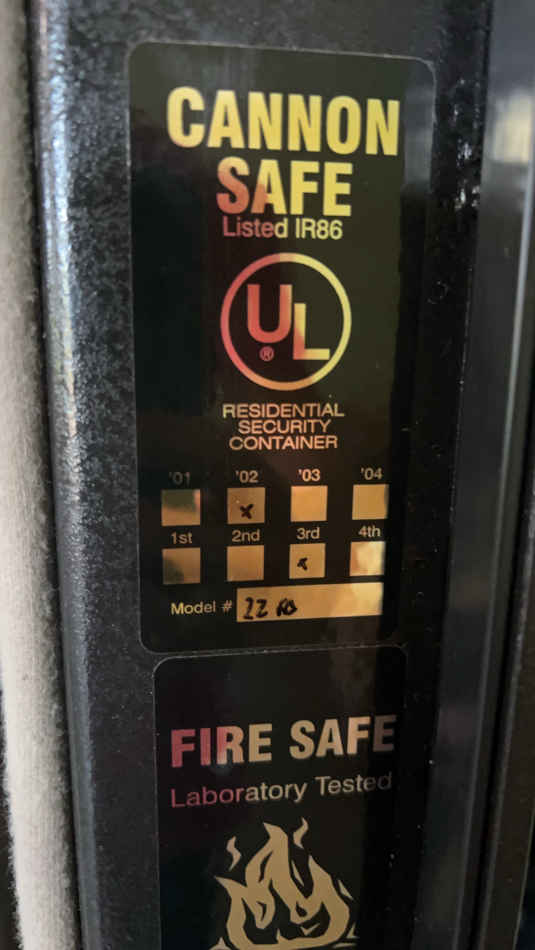 CANNON
SAFE
Listed IR86
UL
®
RESIDENTIAL
SECURITY
CONTAINER
'01 '02 '03 '04
x
1st 2nd 3rd 4th
x
Model # 22
FIRE SAFE
Laboratory Tested